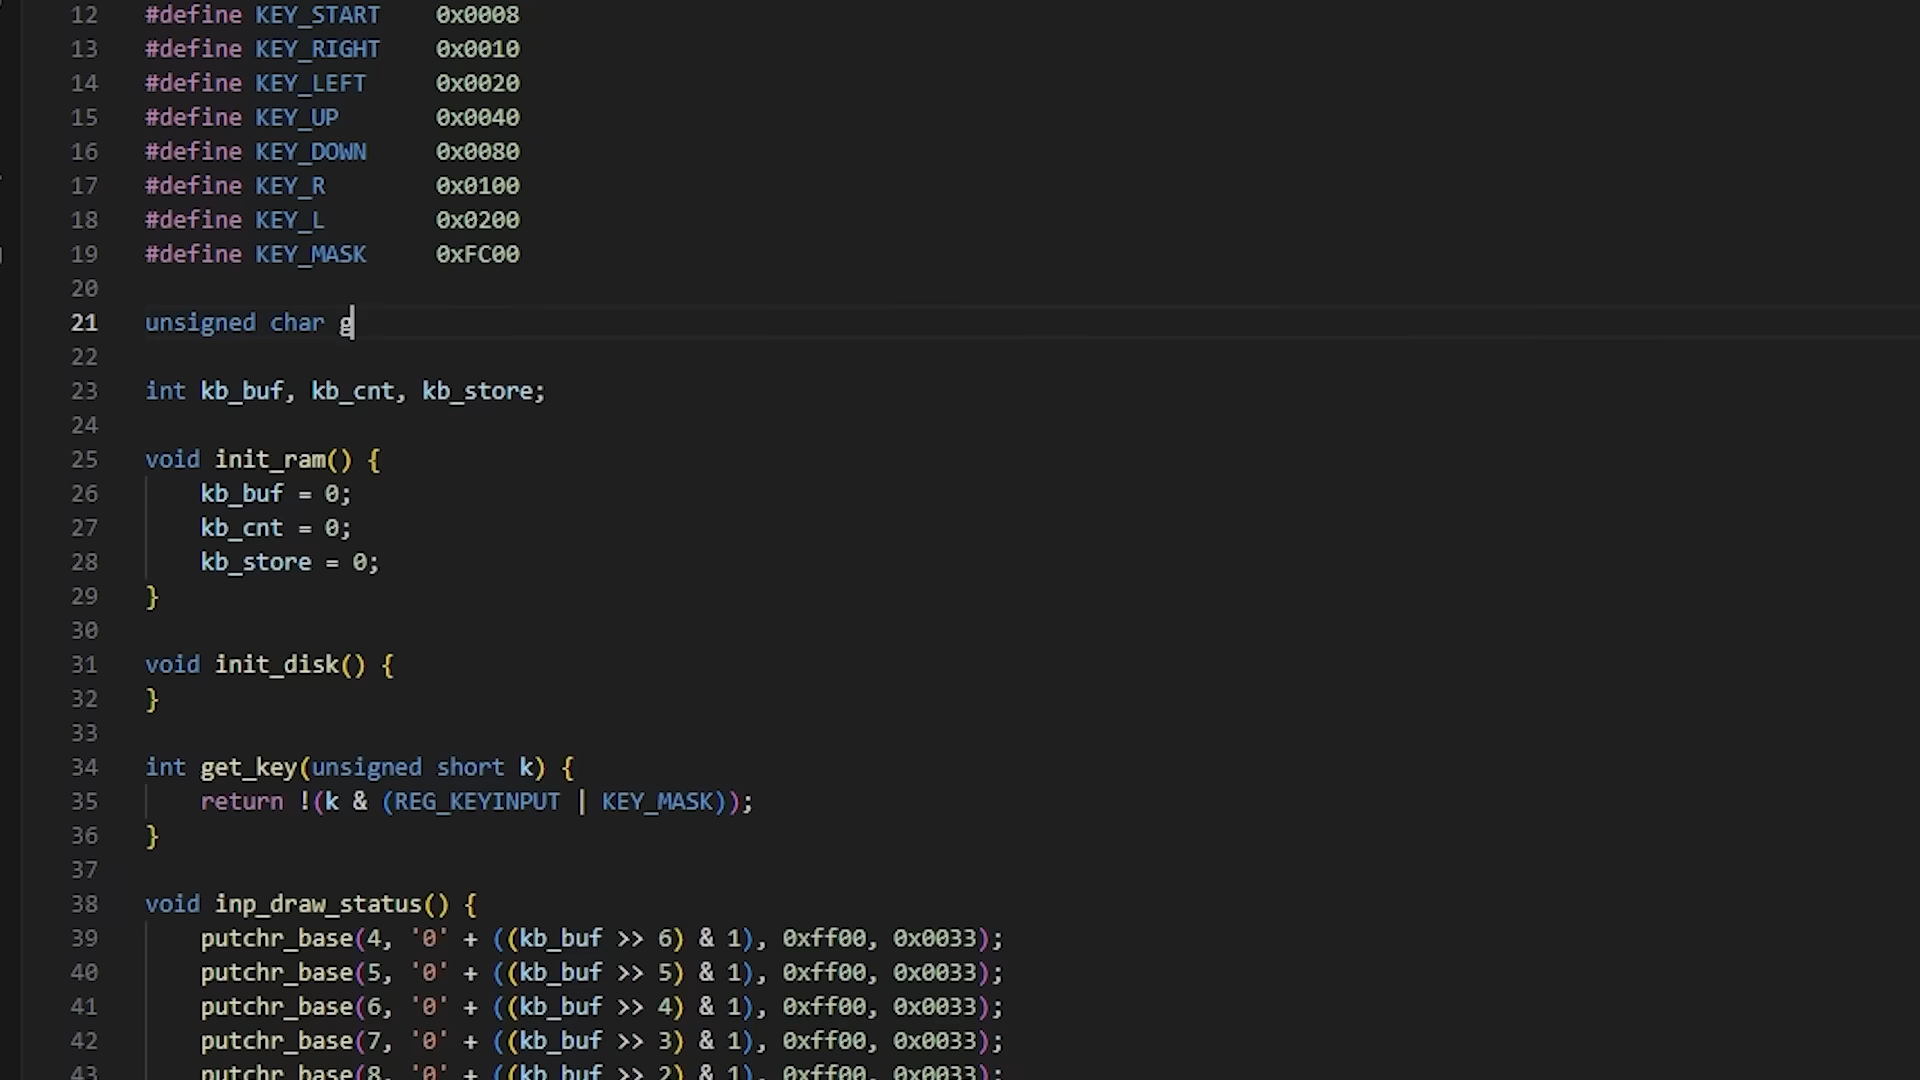 12 #define KEY_START 0x0008
13 #define KEY_RIGHT 0x0010
14 #define KEY_LEFT 0x0020
15 #define KEY_UP 0x0040
16 #define KEY_DOWN 0x0080
17 #define KEY_R 0x0100
18 #define KEY_L 0x0200
19 #define KEY_MASK 0xFC00
20
21 unsigned char g
22
23 int kb_buf, kb_cnt, kb_store;
24
25 void init_ram() {
26 kb_buf = 0;
27 kb_cnt = 0;
28 kb_store = 0;
29 }
30
31 void init_disk() {
32 }
33
34 int get_key(unsigned short k) {
35 return !(k & (REG_KEYINPUT | KEY_MASK));
36 }
37
38 void inp_draw_status() {
39 putchr_base(4, '0' + ((kb_buf >> 6) & 1), 0xff00, 0x0033);
40 putchr_base(5, '0' + ((kb_buf >> 5) & 1), 0xff00, 0x0033);
41 putchr_base(6, '0' + ((kb_buf >> 4) & 1), 0xff00, 0x0033);
42 putchr_base(7, '0' + ((kb_buf >> 3) & 1), 0xff00, 0x0033);
43 putchr_base(8, '0' + ((kb_buf >> 2) & 1), 0xff00, 0x0033);